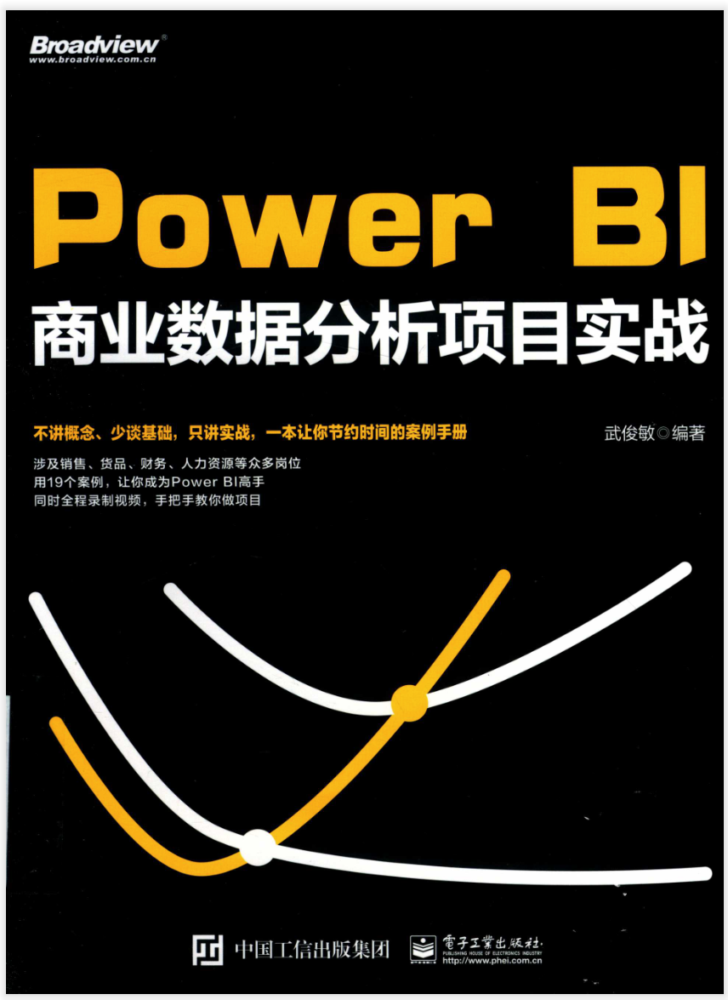 Broadview®
www.broadview.com.cn
Power BI
商业数据分析项目实战
不讲概念、少谈基础，只讲实战，一本让你节约时间的案例手册
武俊敏◎编著
涉及销售、货品、财务、人力资源等众多岗位
用19个案例，让你成为Power BI高手
同时全程录制视频，手把手教你做项目
中国工信出版集团
電子工業出版社·
PUBLISHING HOUSE OF ELECTRONICS INDUSTRY
http://www.phei.com.cn